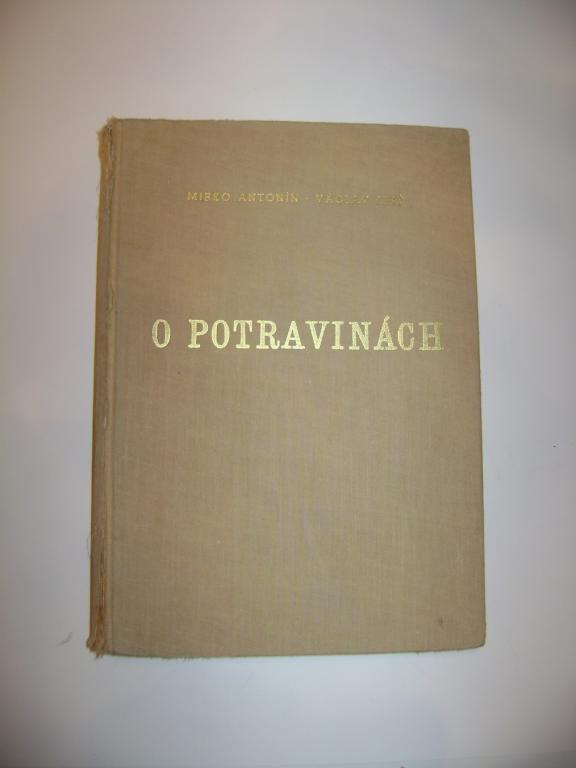 MIRKO ANTONÍN · VÁCLAV
O POTRAVINÁCH